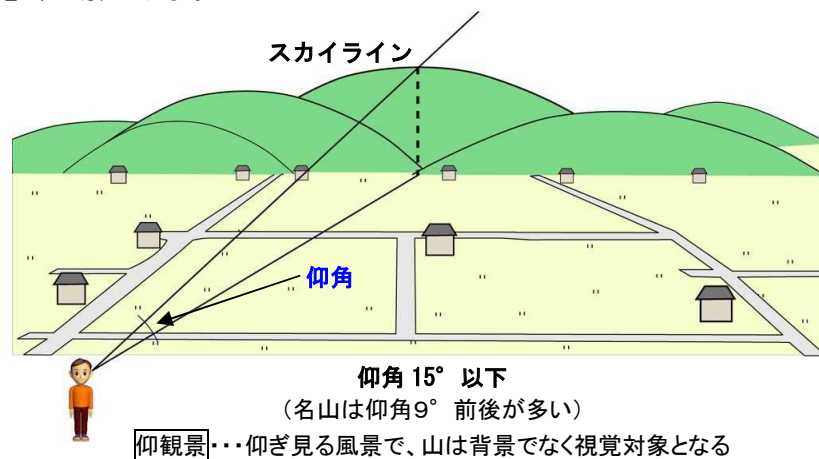 スカイライン
仰角
仰角 15° 以下
（名山は仰角９° 前後が多い）
仰観景・・・仰ぎ見る風景で、山は背景でなく視覚対象となる